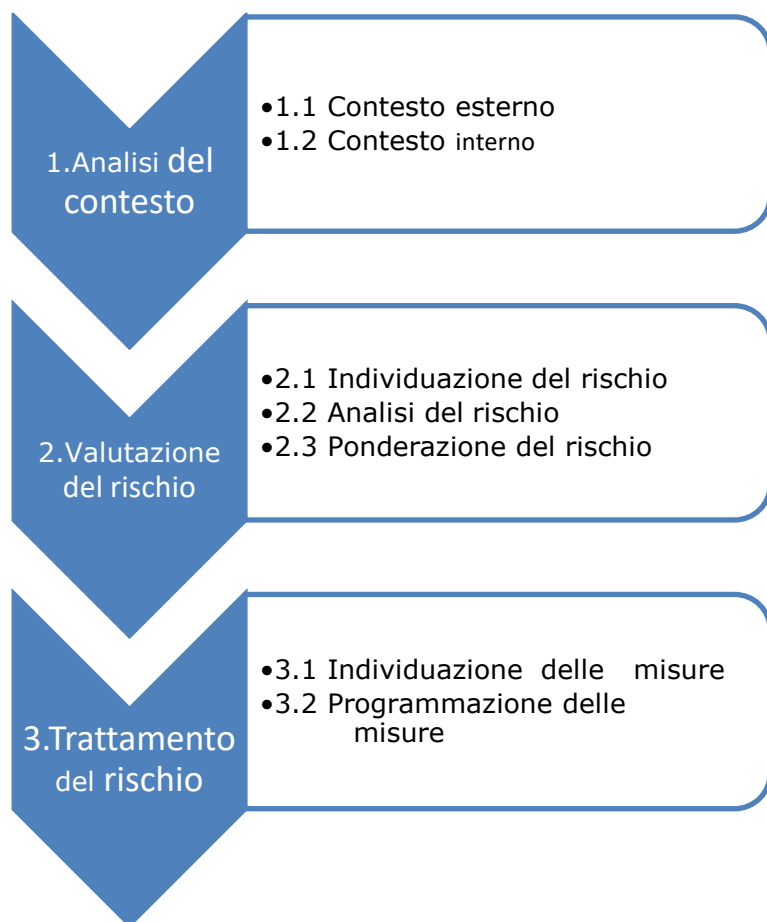 1.Analisi del
contesto
•1.1 Contesto esterno
•1.2 Contesto interno
2.Valutazione
del rischio
•2.1 Individuazione del rischio
•2.2 Analisi del rischio
•2.3 Ponderazione del rischio
3.Trattamento
del rischio
•3.1 Individuazione delle misure
•3.2 Programmazione delle
misure